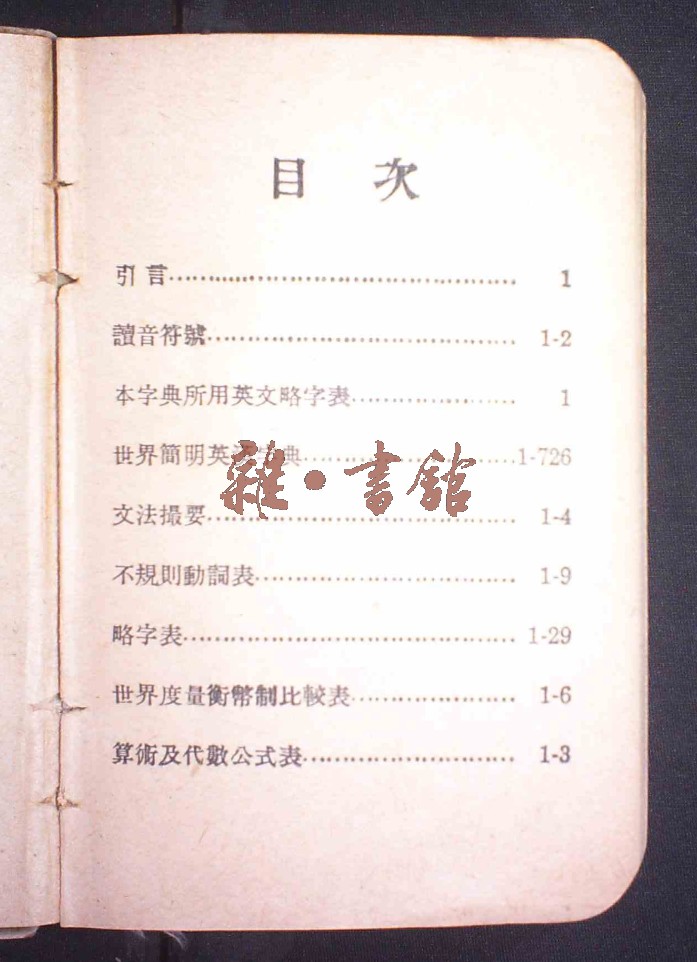 目 次
引言 1
讀音符號 1-2
本字典所用英文略字表 1
世界簡明英漢字典 1-726
雜·書館
文法撮要 1-4
不規則動詞表 1-9
略字表 1-29
世界度量衡幣制比較表 1-6
算術及代數公式表 1-3